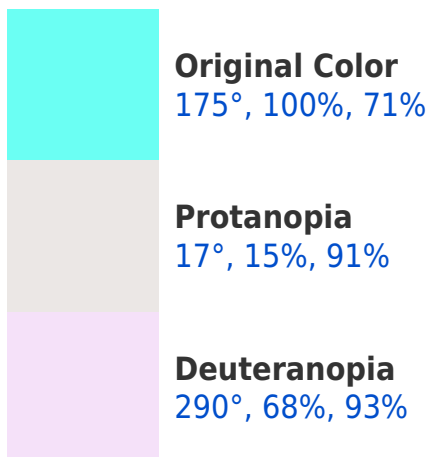 Original Color
175°, 100%, 71%
Protanopia
17°, 15%, 91%
Deuteranopia
290°, 68%, 93%